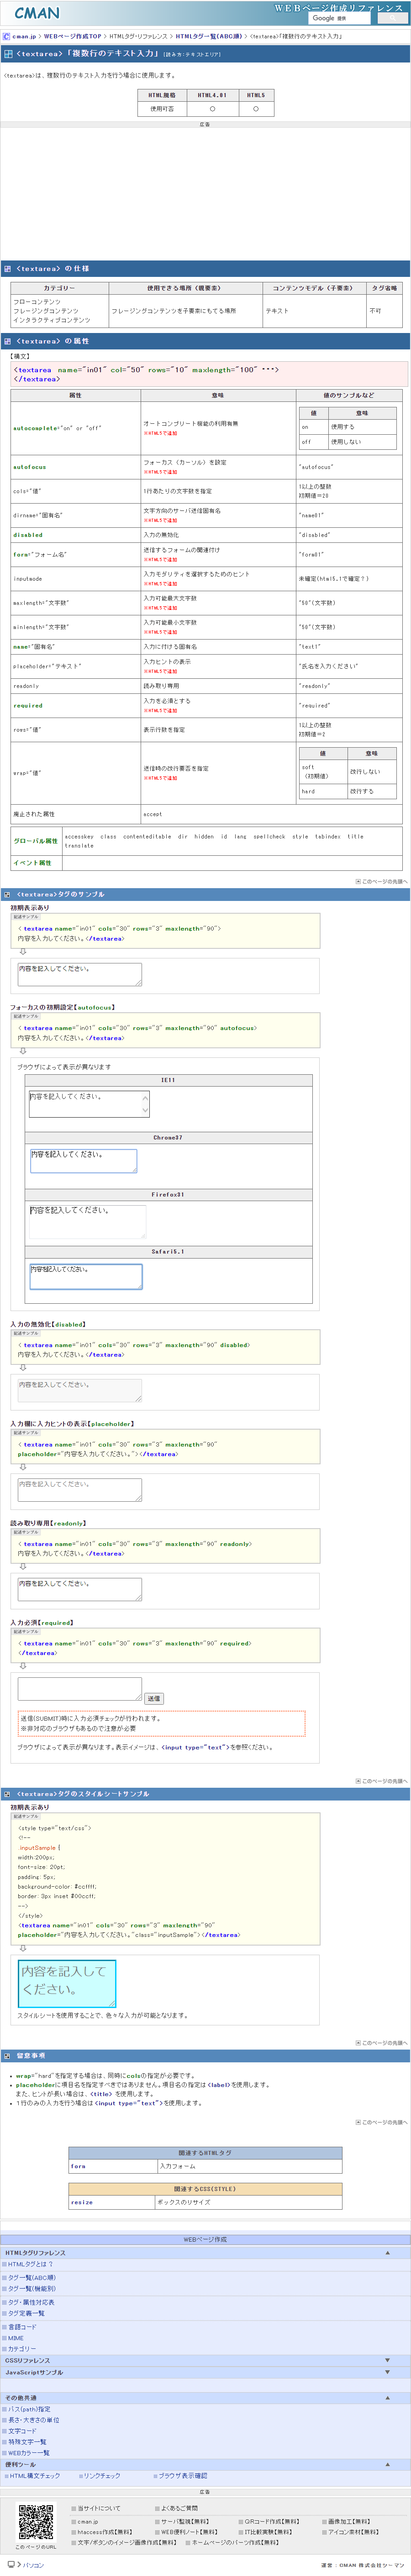 CMAN
WEBページ作成リファレンス
Google 提供
cman.jp > WEBページ作成TOP > HTMLタグ・リファレンス > HTMLタグ一覧(ABC順) > <textarea>「複数行のテキスト入力」
<textarea>「複数行のテキスト入力」 [読み方：テキストエリア]
<textarea>は、複数行のテキスト入力を行う場合に使用します。
HTML規格 HTML4.01 HTML5
使用可否 ○ ○
広告
<textarea> の仕様
カテゴリー 使用できる場所（親要素） コンテンツモデル（子要素） タグ省略
フローコンテンツ
フレージングコンテンツ
インタラクティブコンテンツ
フレージングコンテンツを子要素にもてる場所 テキスト 不可
<textarea> の属性
【構文】
<textarea name="in01" col="50" rows="10" maxlength="100" ･･･>
</textarea>
属性 意味 値のサンプルなど
autocomplete="on" or "off" オートコンプリート機能の利用有無
※HTML5で追加
値 意味
on 使用する
off 使用しない
autofocus フォーカス（カーソル）を設定
※HTML5で追加
"autofocus"
cols="値" 1行あたりの文字数を指定 1以上の整数
初期値=20
dirname="固有名" 文字方向のサーバ送信固有名
※HTML5で追加
"name01"
disabled 入力の無効化 "disabled"
form="フォーム名" 送信するフォームの関連付け
※HTML5で追加
"form01"
inputmode 入力モダリティを選択するためのヒント
※HTML5で追加
未確定(html5.1で確定？)
maxlength="文字数" 入力可能最大文字数
※HTML5で追加
"50"(文字数)
minlength="文字数" 入力可能最小文字数
※HTML5で追加
"10"(文字数)
name="固有名" 入力に付ける固有名 "text1"
placeholder="テキスト" 入力ヒントの表示
※HTML5で追加
"氏名を入力ください"
readonly 読み取り専用 "readonly"
required 入力を必須とする
※HTML5で追加
"required"
rows="値" 表示行数を指定 1以上の整数
初期値=2
wrap="値" 送信時の改行要否を指定
※HTML5で追加
値 意味
soft
（初期値） 改行しない
hard 改行する
廃止された属性 accept
グローバル属性 accesskey class contenteditable dir hidden id lang spellcheck style tabindex title
translate
イベント属性
このページの先頭へ
<textarea>タグのサンプル
初期表示あり
記述サンプル
< textarea name="in01" cols="30" rows="3" maxlength="90">
内容を入力してください。</textarea>
内容を記入してください。
フォーカスの初期設定【autofocus】
記述サンプル
< textarea name="in01" cols="30" rows="3" maxlength="90" autofocus>
内容を入力してください。</textarea>
ブラウザによって表示が異なります
IE11
内容を記入してください。
Chrome37
内容を記入してください。
Firefox31
内容を記入してください。
Safari5.1
内容を記入してください。
入力の無効化【disabled】
記述サンプル
< textarea name="in01" cols="30" rows="3" maxlength="90" disabled>
内容を入力してください。</textarea>
内容を記入してください。
入力欄に入力ヒントの表示【placeholder】
記述サンプル
< textarea name="in01" cols="30" rows="3" maxlength="90"
placeholder="内容を入力してください。"></textarea>
内容を記入してください。
読み取り専用【readonly】
記述サンプル
< textarea name="in01" cols="30" rows="3" maxlength="90" readonly>
内容を入力してください。</textarea>
内容を記入してください。
入力必須【required】
記述サンプル
< textarea name="in01" cols="30" rows="3" maxlength="90" required>
</textarea>
送信
送信(SUBMIT)時に入力必須チェックが行われます。
※非対応のブラウザもあるので注意が必要
ブラウザによって表示が異なります。表示イメージは、<input type="text">を参照ください。
このページの先頭へ
<textarea>タグのスタイルシートサンプル
初期表示あり
記述サンプル
<style type="text/css">
<!--
.inputSample {
width:200px;
font-size: 20pt;
padding: 5px;
background-color: #ccffff;
border: 3px inset #00ccff;
-->
</style>
<textarea name="in01" cols="30" rows="3" maxlength="90"
placeholder="内容を入力してください。"class="inputSample"></textarea>
内容を記入して
ください。
スタイルシートを使用することで、色々な入力が可能となります。
このページの先頭へ
留意事項
wrap="hard"を指定する場合は、同時にcolsの指定が必要です。
placeholderに項目名を指定すべきではありません。項目名の指定は<label>を使用します。
また、ヒントが長い場合は、<title> を使用します。
1行のみの入力を行う場合は<input type="text">を使用します。
このページの先頭へ
関連するHTMLタグ
form 入力フォーム
関連するCSS(STYLE)
resize ボックスのリサイズ
WEBページ作成
HTMLタグリファレンス ▲
HTMLタグとは？
タグ一覧(ABC順)
タグ一覧(機能別)
タグ・属性対応表
タグ定義一覧
言語コード
MIME
カテゴリー
CSSリファレンス ▼
JavaScriptサンプル ▼
その他共通 ▲
パス(path)指定
長さ・大きさの単位
文字コード
特殊文字一覧
WEBカラー一覧
便利ツール ▲
HTML構文チェック リンクチェック ブラウザ表示確認
広告
当サイトについて よくあるご質問
cman.jp サーバ監視【無料】 QRコード作成【無料】 画像加工【無料】
htaccess作成【無料】 WEB便利ノート【無料】 IT比較実験【無料】 アイコン素材【無料】
文字/ボタンのイメージ画像作成【無料】 ホームページのパーツ作成【無料】
このページのURL
パソコン
運営：CMAN 株式会社シーマン